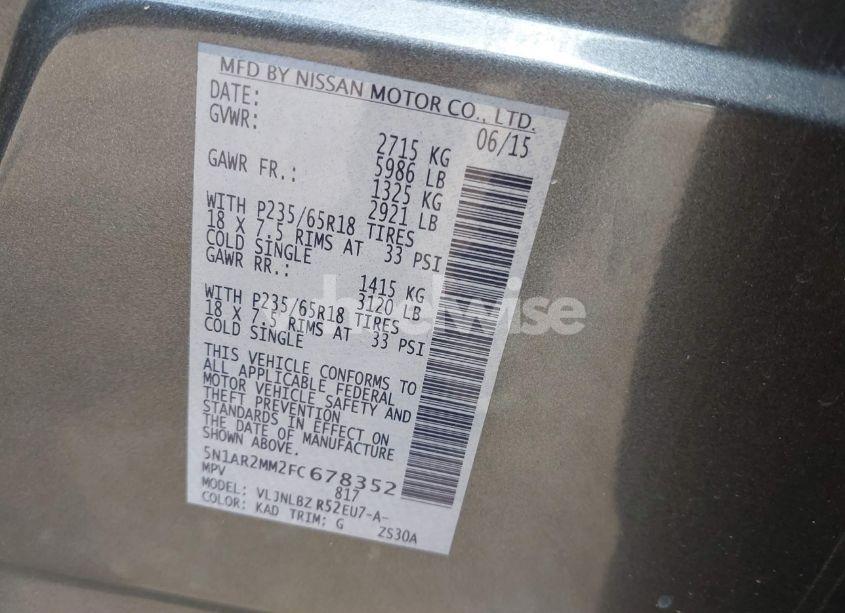 MFD BY NISSAN MOTOR CO., LTD.
DATE: 06/15
GVWR: 2715 KG
5986 LB
GAWR FR.: 1325 KG
2921 LB
WITH P235/65R18 TIRES
18 X 7.5 RIMS AT 33 PSI
COLD SINGLE
GAWR RR.: 1415 KG
3120 LB
WITH P235/65R18 TIRES
18 X 7.5 RIMS AT 33 PSI
COLD SINGLE
THIS VEHICLE CONFORMS TO
ALL APPLICABLE FEDERAL
MOTOR VEHICLE SAFETY AND
THEFT PREVENTION
STANDARDS IN EFFECT ON
THE DATE OF MANUFACTURE
SHOWN ABOVE.
5N1AR2MM2FC678352
MPV 817
MODEL: VLJNLBZ R52EU7-A-
COLOR: KAD TRIM: G ZS30A